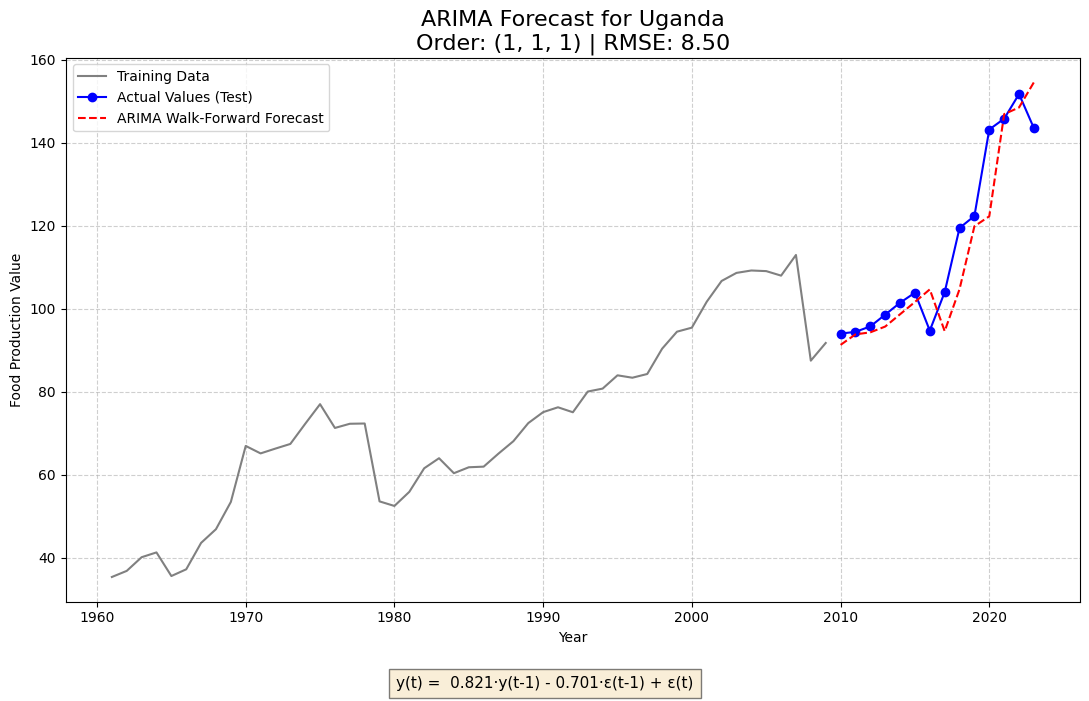 ARIMA Forecast for Uganda
Order: (1, 1, 1) | RMSE: 8.50
Training Data
Actual Values (Test)
ARIMA Walk-Forward Forecast
Food Production Value
160
140
120
100
80
60
40
1960
1970
1980
1990
2000
2010
2020
Year
y(t) =  0.821·y(t-1) - 0.701·ε(t-1) + ε(t)